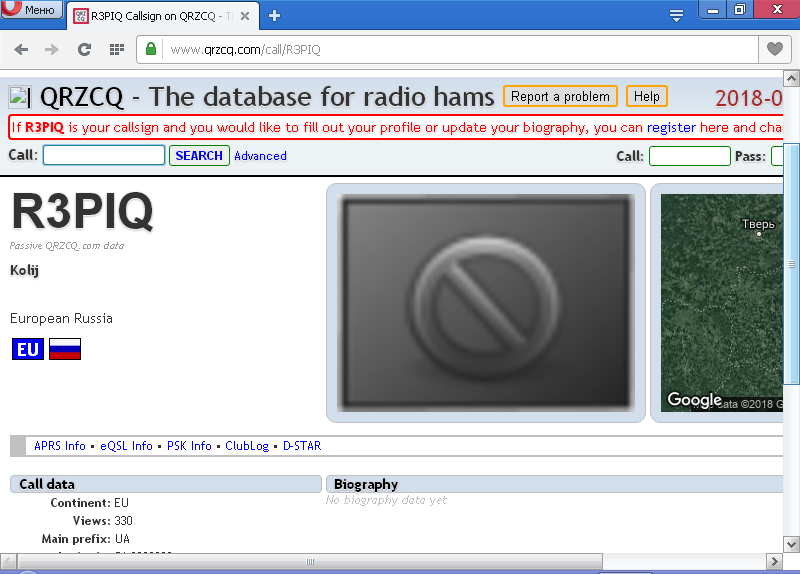 Меню
R3PIQ Callsign on QRZCQ - T
www.qrzcq.com/call/R3PIQ
QRZCQ - The database for radio hams Report a problem Help 2018-0
If R3PIQ is your callsign and you would like to fill out your profile or update your biography, you can register here and cha
Call: SEARCH Advanced Call: Pass:
R3PIQ
Passive QRZCQ.com data
Kolij
European Russia
EU
Тверь
Google
data ©2018 G
APRS Info • eQSL Info • PSK Info • ClubLog • D-STAR
Call data
Continent: EU
Views: 330
Main prefix: UA
Biography
No biography data yet